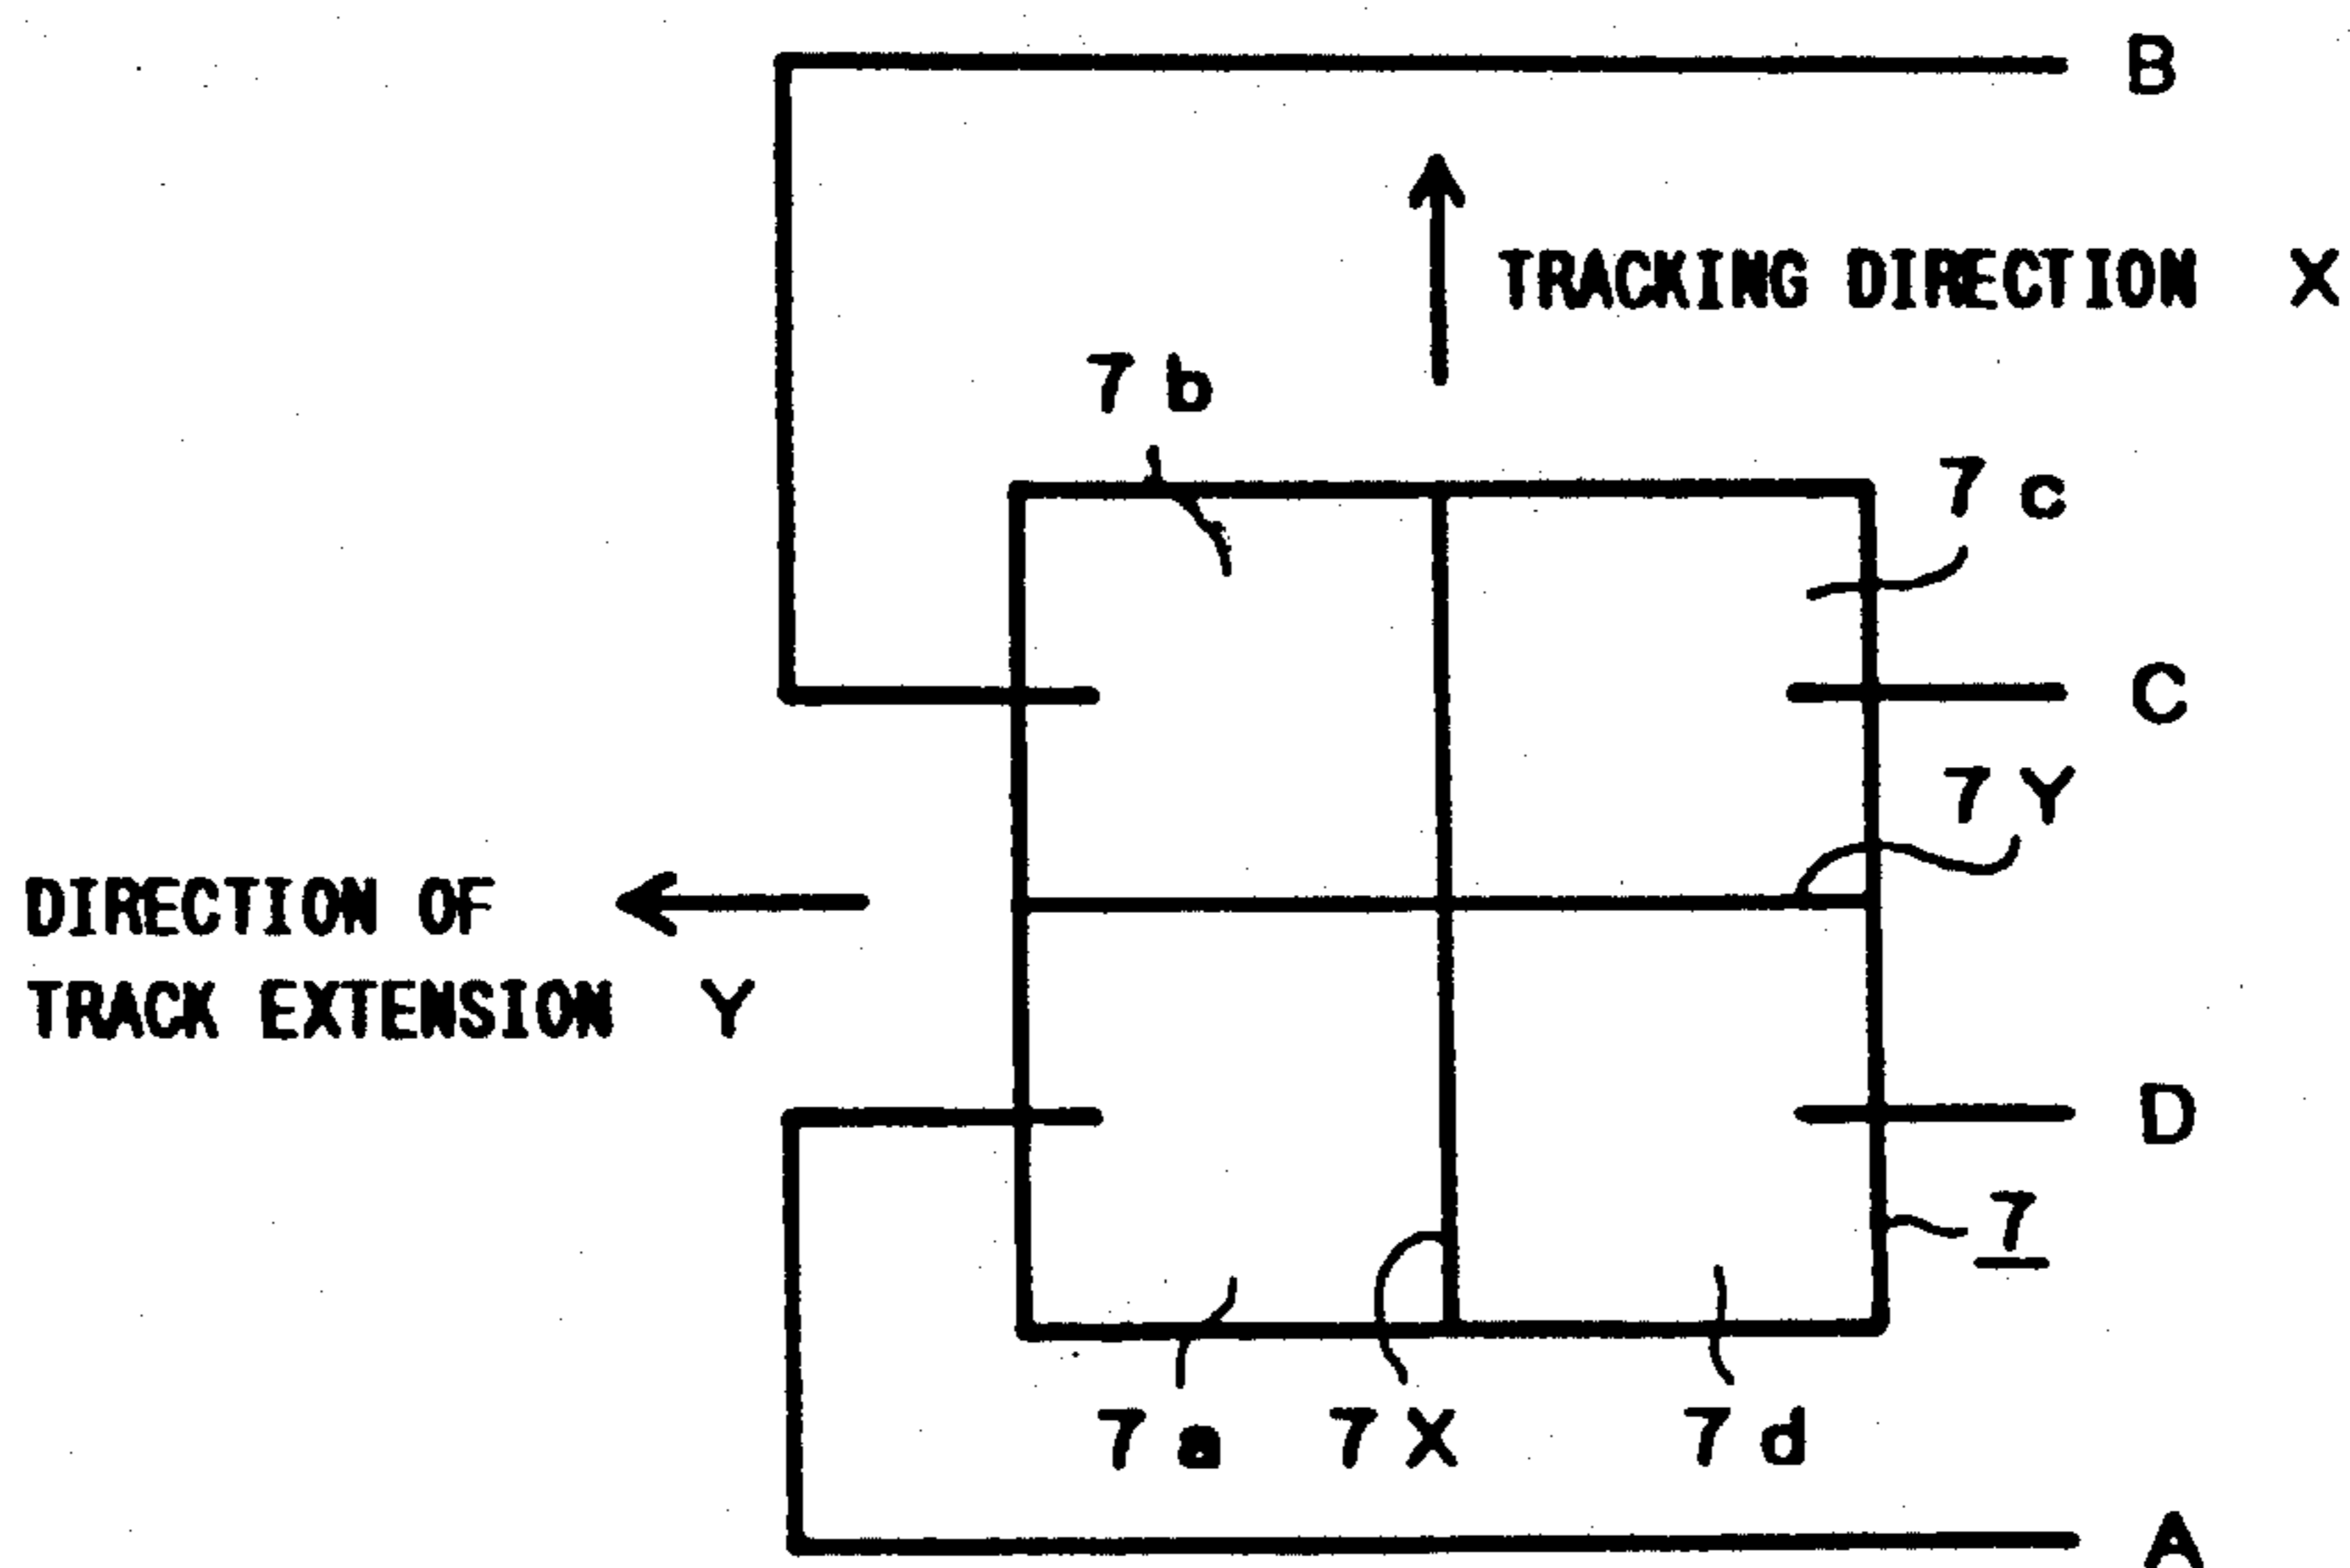 B
TRACKING DIRECTION X
7b
7c
C
7Y
DIRECTION OF
TRACK EXTENSION Y
D
7
7a 7X 7d
A